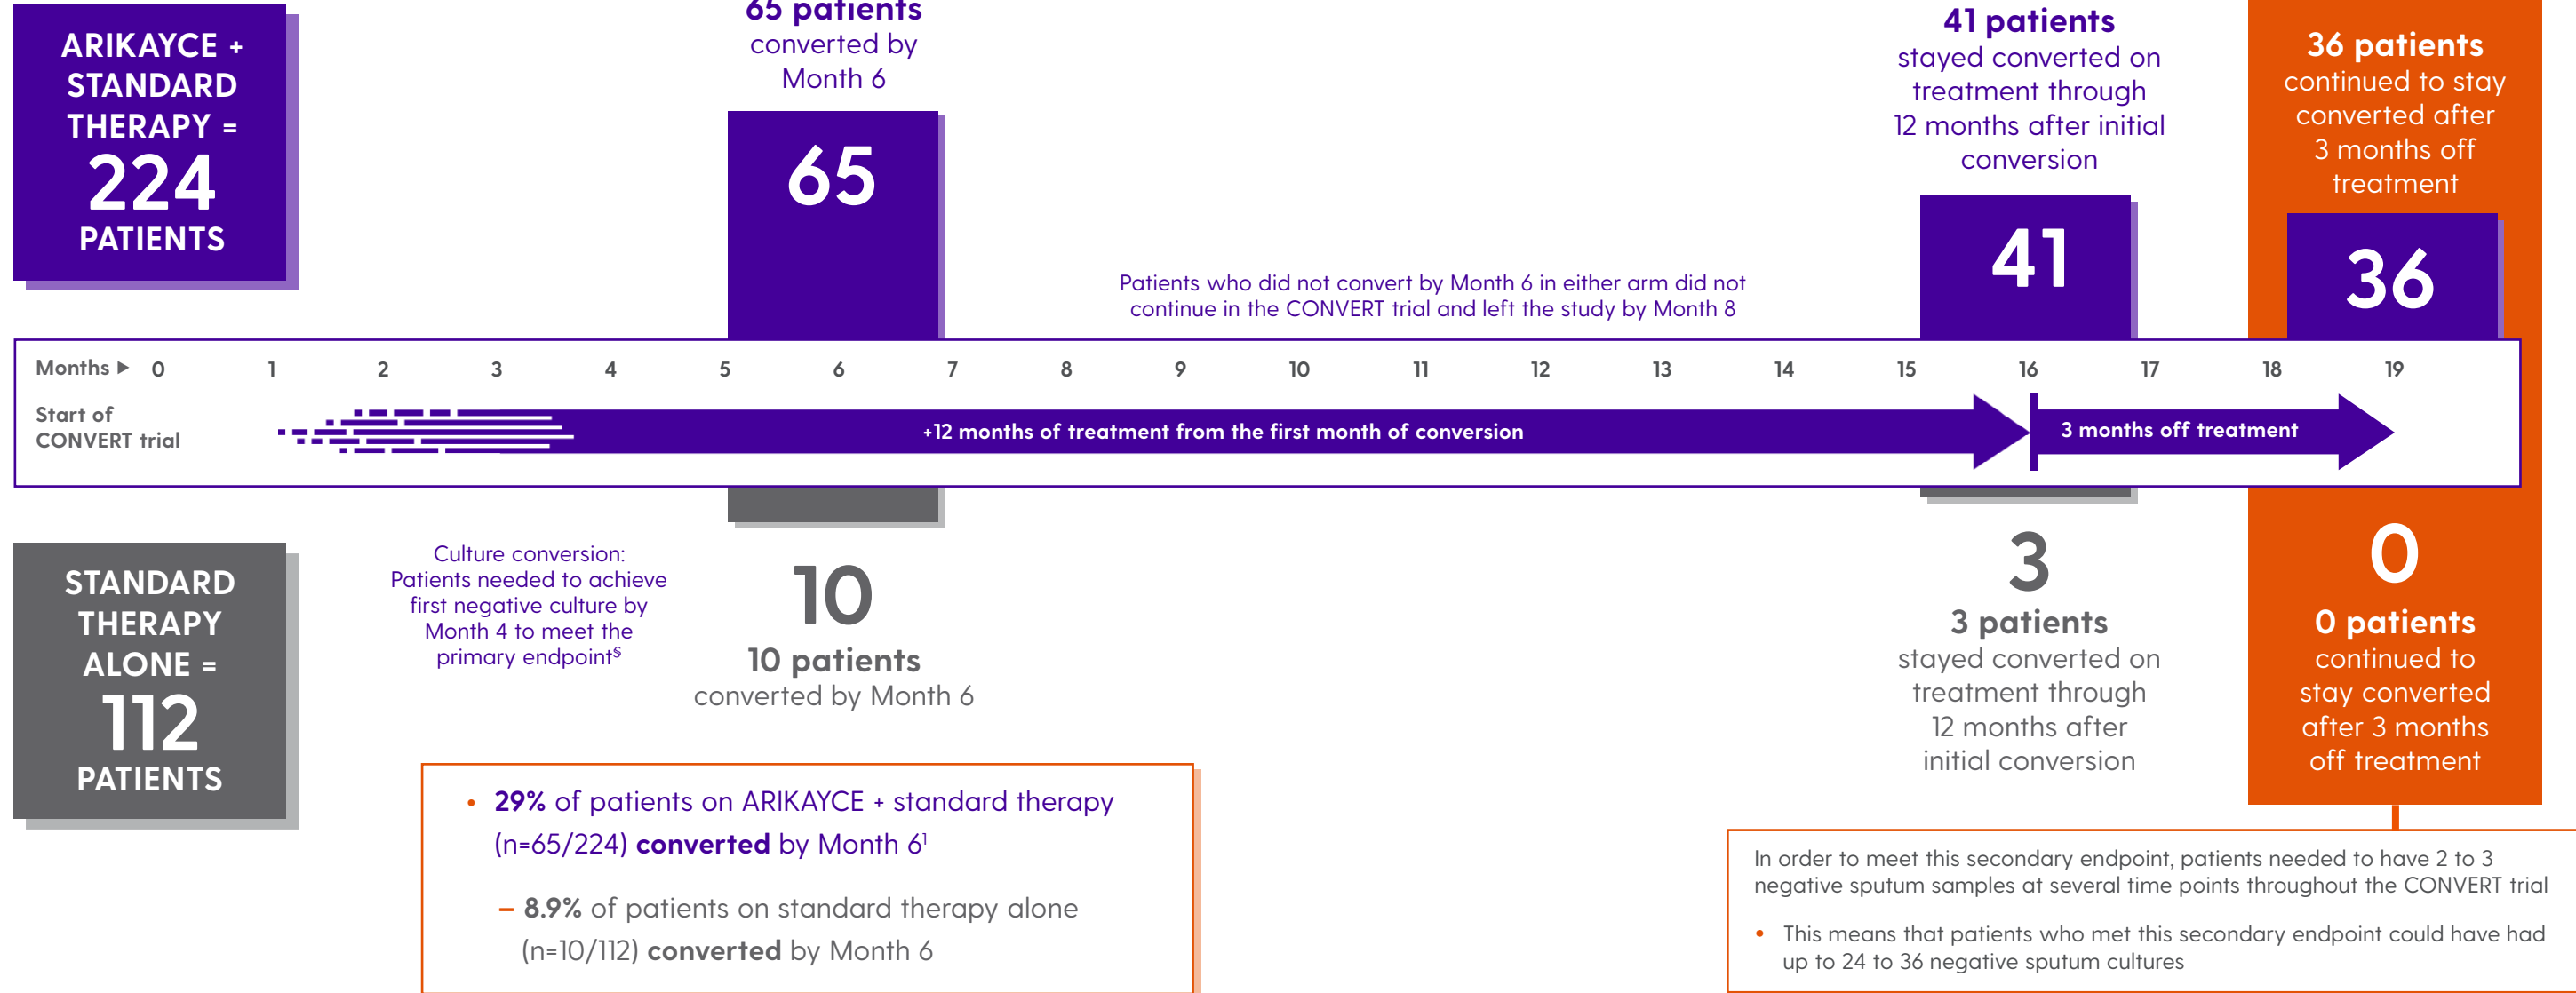 ARIKAYCE +
STANDARD
THERAPY =
224
PATIENTS
65 patients
converted by
Month 6
65
Patients who did not convert by Month 6 in either arm did not
continue in the CONVERT trial and left the study by Month 8
41 patients
stayed converted on
treatment through
12 months after initial
conversion
41
36 patients
continued to stay
converted after
3 months off
treatment
36
Months ▶ 0 1 2 3 4 5 6 7 8 9 10 11 12 13 14 15 16 17 18 19
Start of
CONVERT trial
+12 months of treatment from the first month of conversion
3 months off treatment
STANDARD
THERAPY
ALONE =
112
PATIENTS
Culture conversion:
Patients needed to achieve
first negative culture by
Month 4 to meet the
primary endpoint§
10
10 patients
converted by Month 6
3
3 patients
stayed converted on
treatment through
12 months after
initial conversion
0
0 patients
continued to
stay converted
after 3 months
off treatment
• 29% of patients on ARIKAYCE + standard therapy
(n=65/224) converted by Month 6¹
– 8.9% of patients on standard therapy alone
(n=10/112) converted by Month 6
In order to meet this secondary endpoint, patients needed to have 2 to 3
negative sputum samples at several time points throughout the CONVERT trial
• This means that patients who met this secondary endpoint could have had
up to 24 to 36 negative sputum cultures